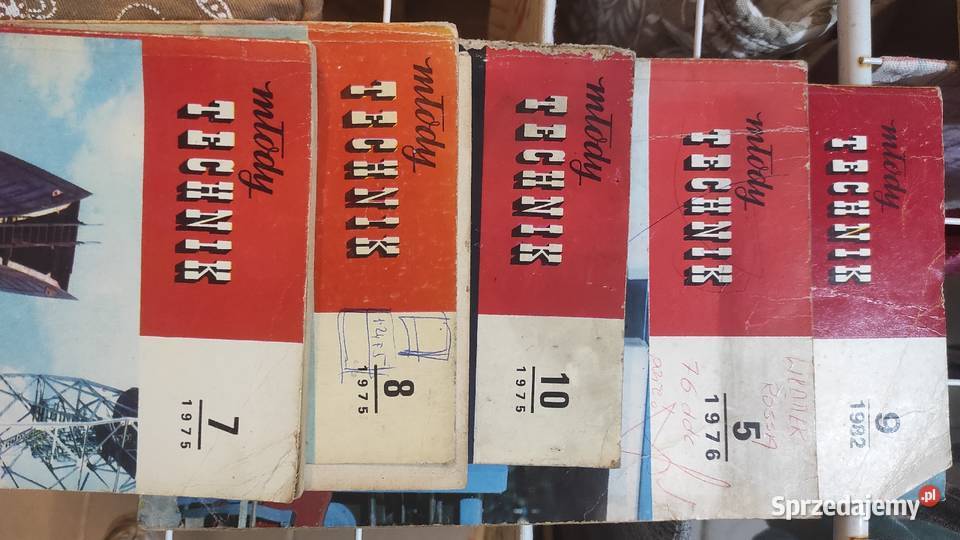 młody
TECHNIK
7
1975
młody
TECHNIK
8
1975
młody
TECHNIK
10
1975
młody
TECHNIK
5
1976
młody
TECHNIK
9
1982
Sprzedajemy.pl